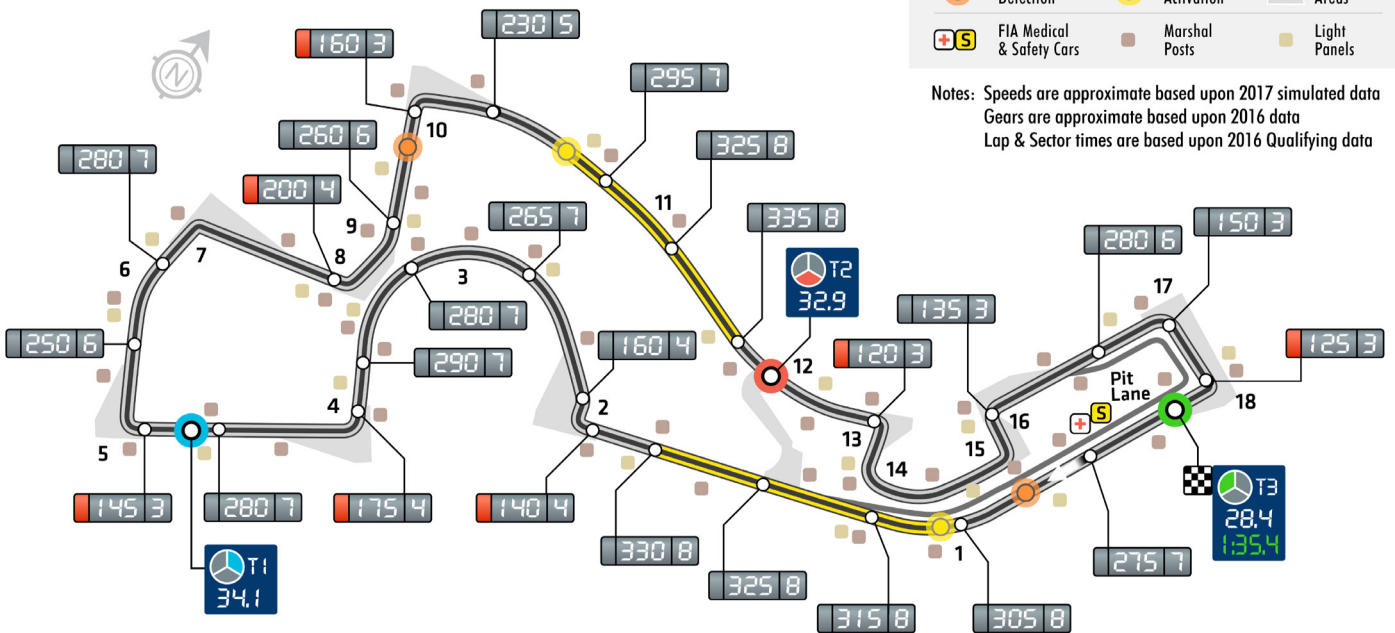 Detection
Activation
Areas
FIA Medical
& Safety Cars
Marshal
Posts
Light
Panels
S
Notes: Speeds are approximate based upon 2017 simulated data
Gears are approximate based upon 2016 data
Lap & Sector times are based upon 2016 Qualifying data
N
230 5
160 3
295 7
260 6
10
325 8
280 7
200 4
9
11
265 7
335 8
150 3
280 6
6
7
8
3
T2
32.9
17
280 7
135 3
250 6
290 7
160 4
120 3
125 3
12
Pit
Lane
S
4
2
13
16
18
5
15
14
145 3
280 7
175 4
140 4
T3
28.4
1:35.4
330 8
1
275 7
T1
34.1
325 8
315 8
305 8